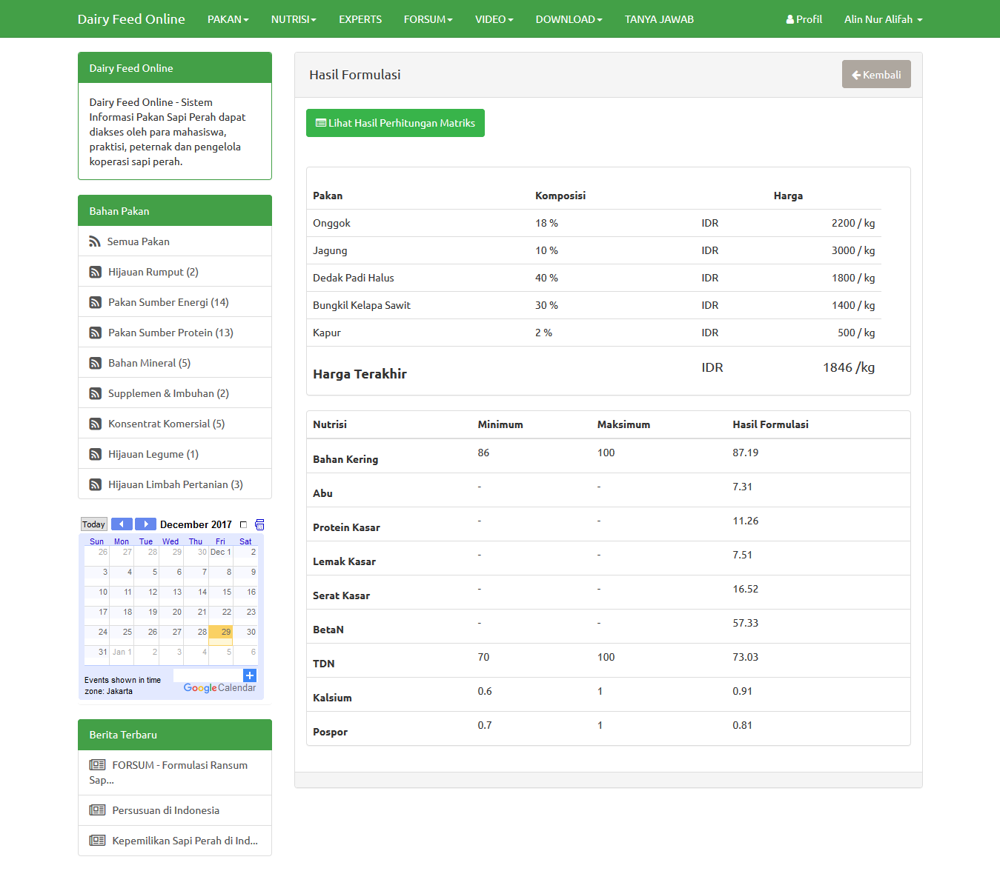 Dairy Feed Online PAKAN NUTRISI EXPERTS FORSUM VIDEO DOWNLOAD TANYA JAWAB Profil Alin Nur Alifah
Dairy Feed Online
Dairy Feed Online - Sistem
Informasi Pakan Sapi Perah dapat
diakses oleh para mahasiswa,
praktisi, peternak dan pengelola
koperasi sapi perah.
Bahan Pakan
Semua Pakan
Hijauan Rumput (2)
Pakan Sumber Energi (14)
Pakan Sumber Protein (13)
Bahan Mineral (5)
Supplemen & Imbuhan (2)
Konsentrat Komersial (5)
Hijauan Legume (1)
Hijauan Limbah Pertanian (3)
Today December 2017
Sun Mon Tue Wed Thu Fri Sat
26 27 28 29 30 Dec 1 2
3 4 5 6 7 8 9
10 11 12 13 14 15 16
17 18 19 20 21 22 23
24 25 26 27 28 29 30
31 Jan 1 2 3 4 5 6
Events shown in time
zone: Jakarta
Google Calendar
Berita Terbaru
FORSUM - Formulasi Ransum
Sap...
Persusuan di Indonesia
Kepemilikan Sapi Perah di Ind...
Hasil Formulasi
Kembali
Lihat Hasil Perhitungan Matriks
Pakan Komposisi Harga
Onggok 18 % IDR 2200 / kg
Jagung 10 % IDR 3000 / kg
Dedak Padi Halus 40 % IDR 1800 / kg
Bungkil Kelapa Sawit 30 % IDR 1400 / kg
Kapur 2 % IDR 500 / kg
Harga Terakhir IDR 1846 /kg
Nutrisi Minimum Maksimum Hasil Formulasi
Bahan Kering 86 100 87.19
Abu - - 7.31
Protein Kasar - - 11.26
Lemak Kasar - - 7.51
Serat Kasar - - 16.52
BetaN - - 57.33
TDN 70 100 73.03
Kalsium 0.6 1 0.91
Pospor 0.7 1 0.81